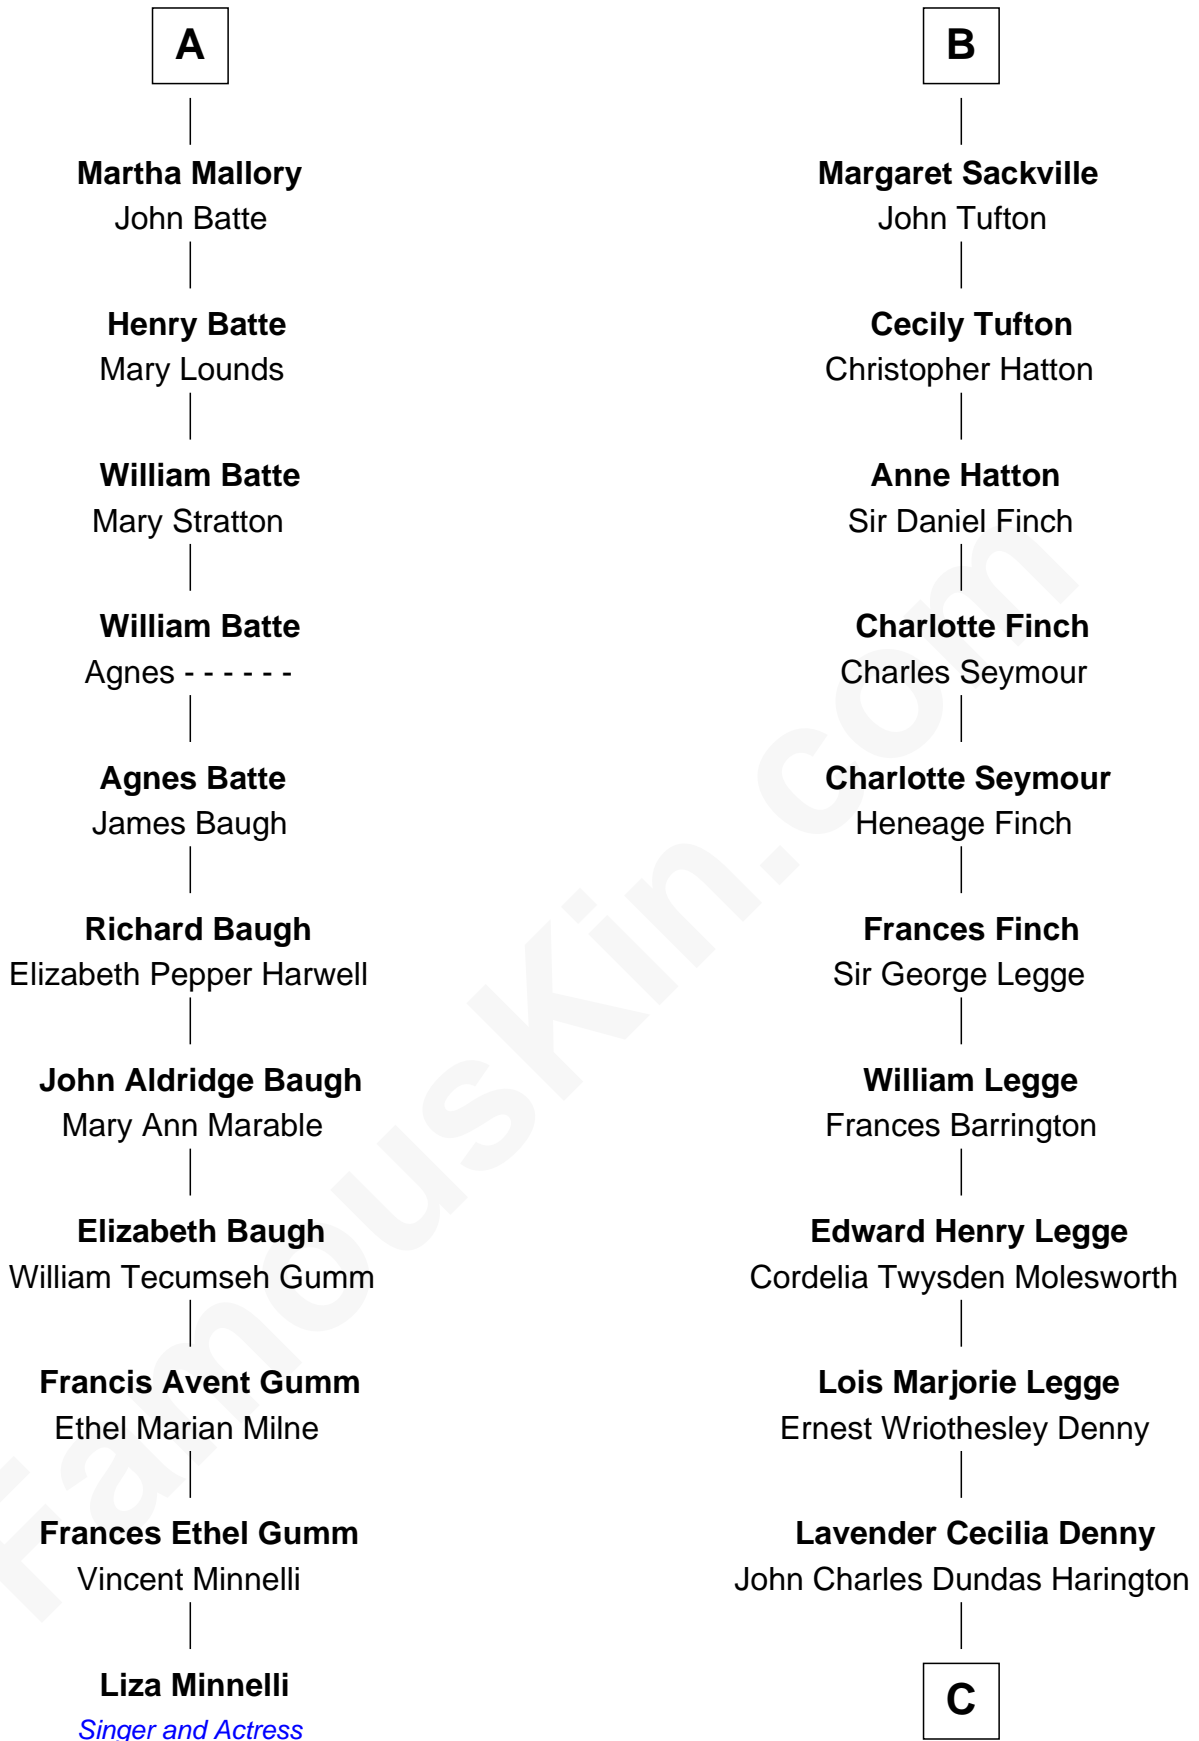 A
Martha Mallory
John Batte
Henry Batte
Mary Lounds
William Batte
Mary Stratton
William Batte
Agnes - - - - - -
Agnes Batte
James Baugh
Richard Baugh
Elizabeth Pepper Harwell
John Aldridge Baugh
Mary Ann Marable
Elizabeth Baugh
William Tecumseh Gumm
Francis Avent Gumm
Ethel Marian Milne
Frances Ethel Gumm
Vincent Minnelli
Liza Minnelli
Singer and Actress
B
Margaret Sackville
John Tufton
Cecily Tufton
Christopher Hatton
Anne Hatton
Sir Daniel Finch
Charlotte Finch
Charles Seymour
Charlotte Seymour
Heneage Finch
Frances Finch
Sir George Legge
William Legge
Frances Barrington
Edward Henry Legge
Cordelia Twysden Molesworth
Lois Marjorie Legge
Ernest Wriothesley Denny
Lavender Cecilia Denny
John Charles Dundas Harington
C
FamousKin.com